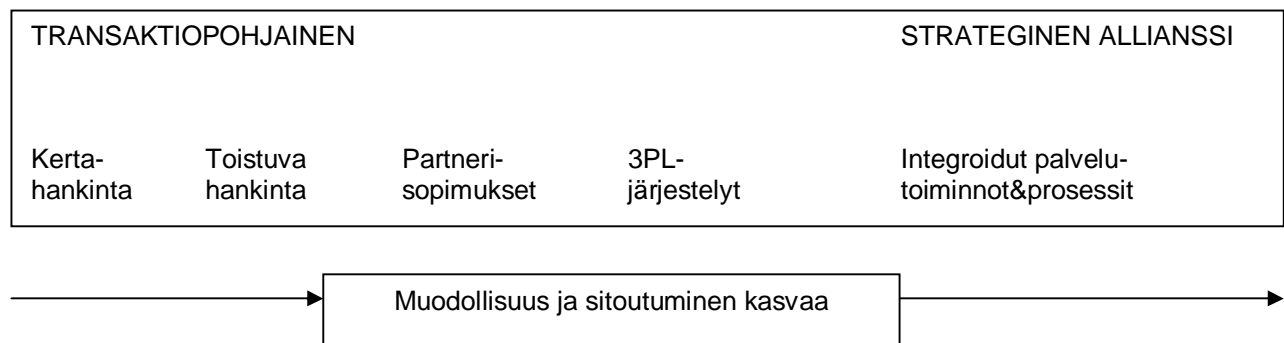 TRANSAKTIOPOHJAINEN STRATEGINEN ALLIANSSI
Kerta- Toistuva Partneri- 3PL- Integroidut palvelu-
hankinta hankinta sopimukset järjestelyt toiminnot&prosessit
Muodollisuus ja sitoutuminen kasvaa